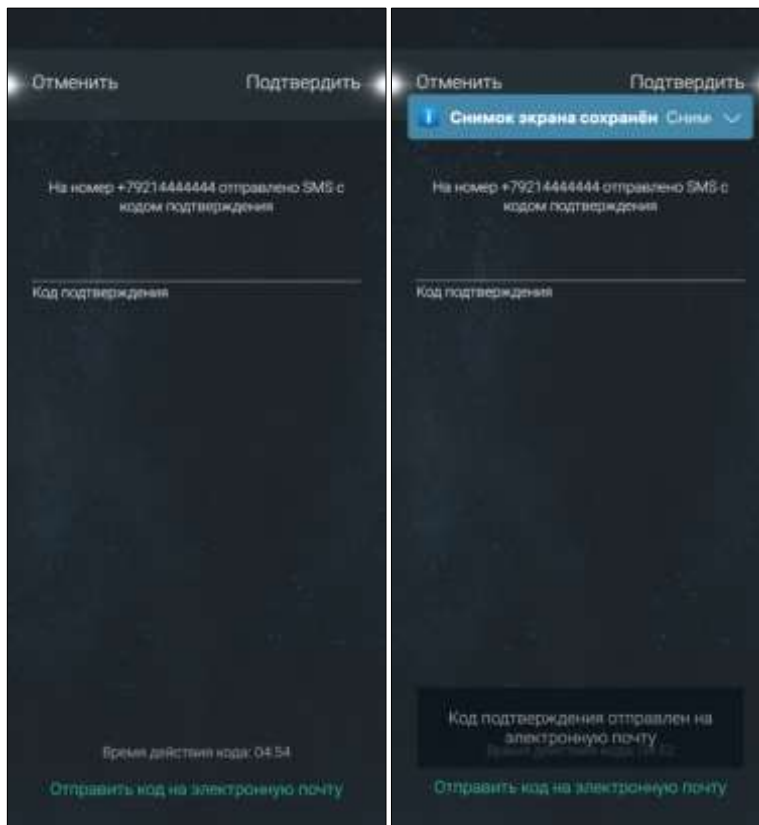 Отменить
Подтвердить
На номер +79214444444 отправлено SMS с
кодом подтверждения
Код подтверждения
Время действия кода: 04:54
Отправить код на электронную почту
Отменить
Подтвердить
Снимок экрана сохранён Сним
На номер +79214444444 отправлено SMS с
кодом подтверждения
Код подтверждения
Код подтверждения отправлен на
электронную почту
Отправить код на электронную почту